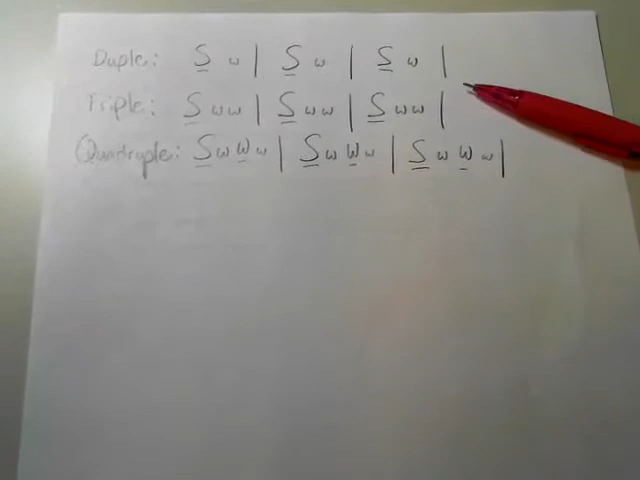 Duple: S w | S w | S w |
Triple: S w w | S w w | S w w |
Quadruple: S w W w | S w W w | S w W w |